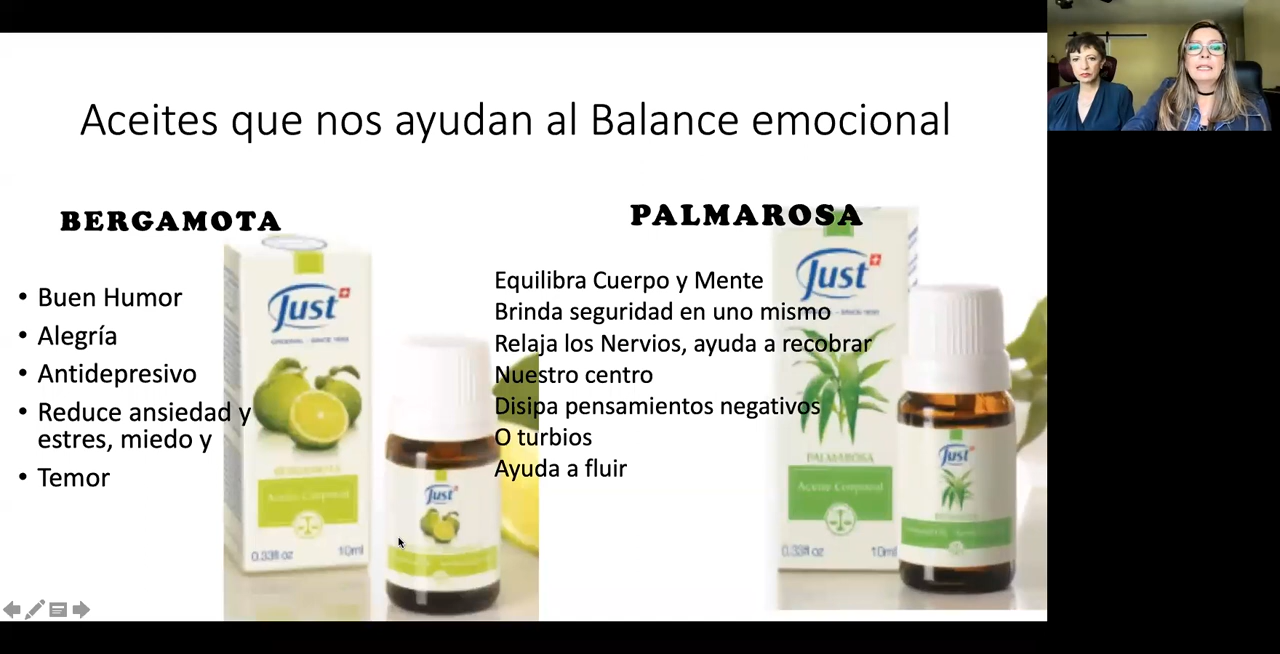 Aceites que nos ayudan al Balance emocional
BERGAMOTA
• Buen Humor
• Alegría
• Antidepresivo
• Reduce ansiedad y
estres, miedo y
• Temor
Just
ORIGINAL - SINCE 1930
BERGAMOTA
Aceite Corporal
0.33fl oz 10ml
Just
PALMAROSA
Equilibra Cuerpo y Mente
Brinda seguridad en uno mismo
Relaja los Nervios, ayuda a recobrar
Nuestro centro
Disipa pensamientos negativos
O turbios
Ayuda a fluir
Just
PALMAROSA
Aceite Corporal
0.33fl oz 10ml
Just